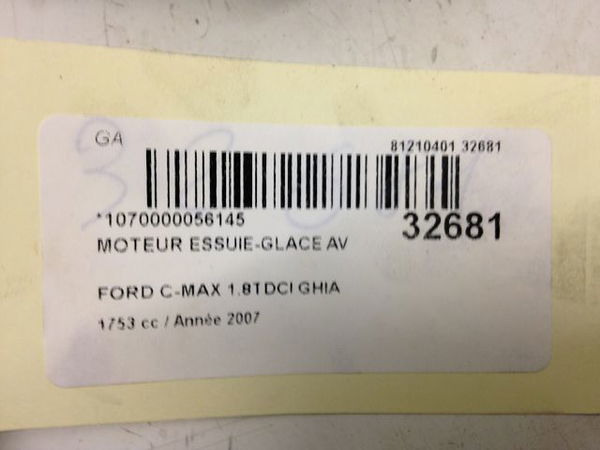 GA 81210401 32681
*1070000056145 32681
MOTEUR ESSUIE-GLACE AV
FORD C-MAX 1.8TDCI GHIA
1753 cc / Année 2007